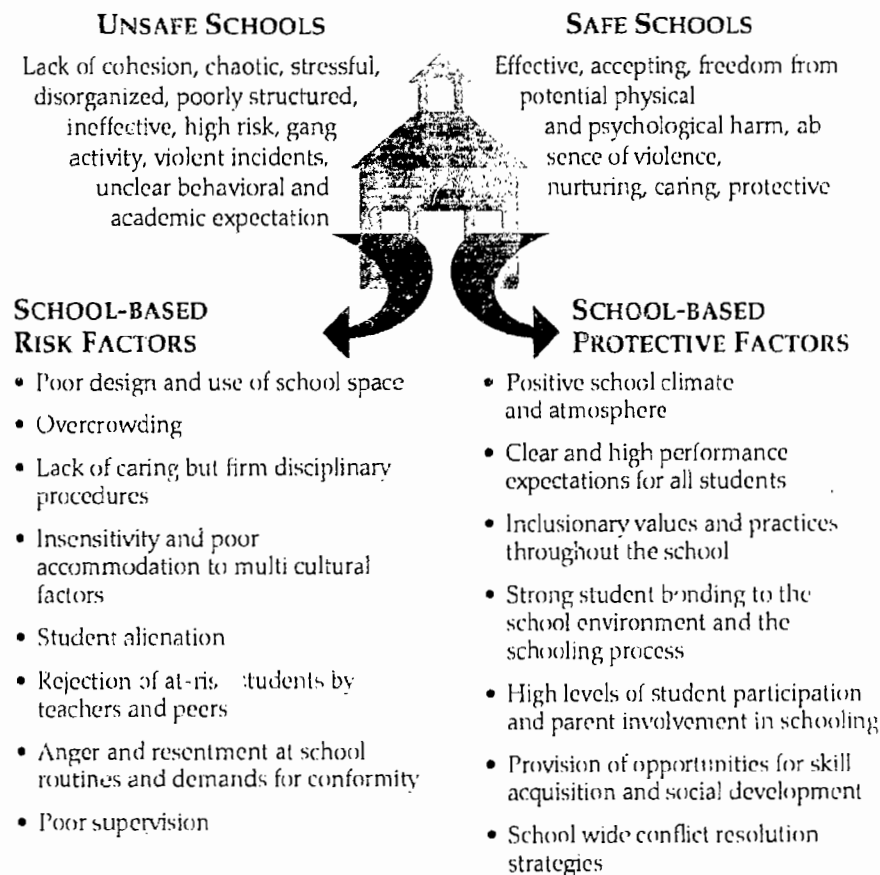 UNSAFE SCHOOLS
Lack of cohesion, chaotic, stressful,
disorganized, poorly structured,
ineffective, high risk, gang
activity, violent incidents,
unclear behavioral and
academic expectation
SAFE SCHOOLS
Effective, accepting, freedom from
potential physical
and psychological harm, ab
sence of violence,
nurturing, caring, protective
SCHOOL-BASED
RISK FACTORS
• Poor design and use of school space
• Overcrowding
• Lack of caring but firm disciplinary
procedures
• Insensitivity and poor
accommodation to multi cultural
factors
• Student alienation
• Rejection of at-ris tudents by
teachers and peers
• Anger and resentment at school
routines and demands for conformity
• Poor supervision
SCHOOL-BASED
PROTECTIVE FACTORS
• Positive school climate
and atmosphere
• Clear and high performance
expectations for all students
• Inclusionary values and practices
throughout the school
• Strong student bonding to the
school environment and the
schooling process
• High levels of student participation
and parent involvement in schooling
• Provision of opportunities for skill
acquisition and social development
• School wide conflict resolution
strategies